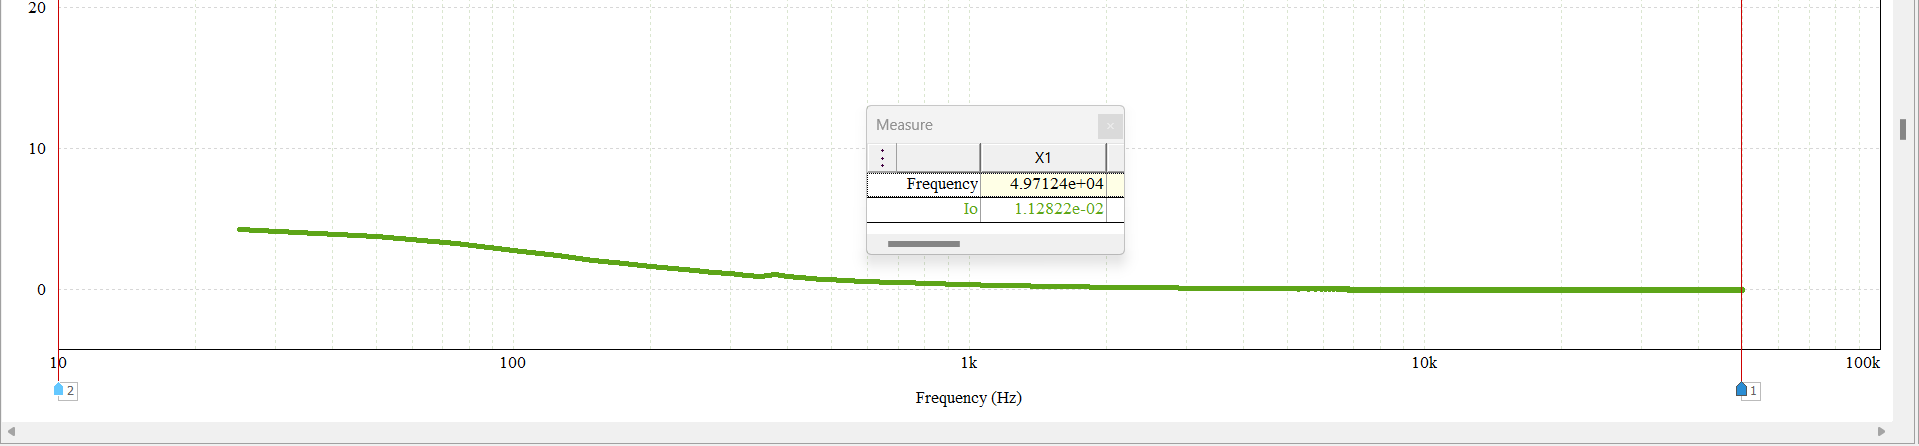 20
10
0
Measure
X1
Frequency 4.97124e+04
Io 1.12822e-02
10 100 1k 10k 100k
2 1
Frequency (Hz)